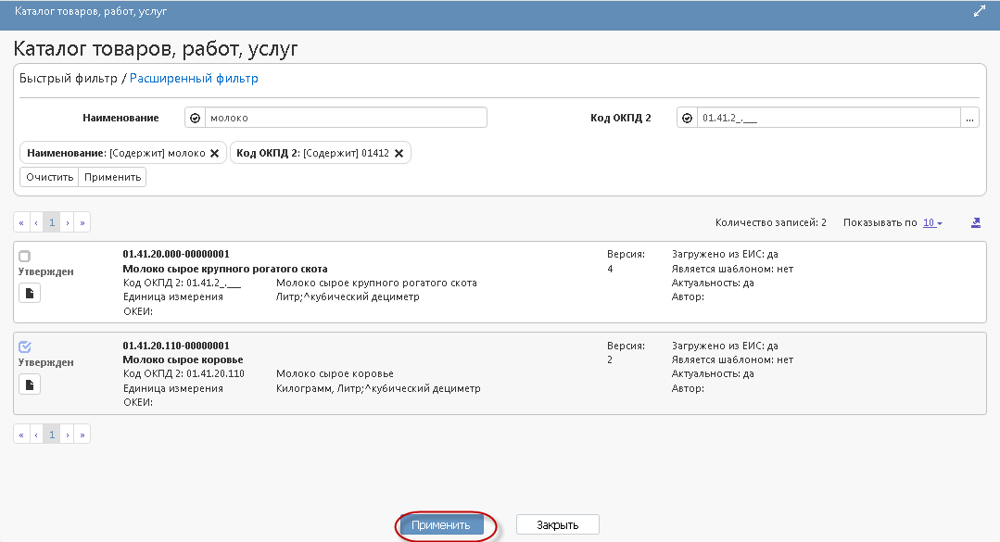 Каталог товаров, работ, услуг
Каталог товаров, работ, услуг
Быстрый фильтр / Расширенный фильтр
Наименование молоко Код ОКПД 2 01.41.2_.___ ...
Наименование: [Содержит] молоко ✕ Код ОКПД 2: [Содержит] 01412 ✕
Очистить Применить
« ‹ 1 › » Количество записей: 2 Показывать по 10
01.41.20.000-00000001 Версия: Загружено из ЕИС: да
Утвержден Молоко сырое крупного рогатого скота 4 Является шаблоном: нет
Код ОКПД 2: 01.41.2_.___ Молоко сырое крупного рогатого скота Актуальность: да
Единица измерения Литр;^кубический дециметр Автор:
ОКЕИ:
01.41.20.110-00000001 Версия: Загружено из ЕИС: да
Утвержден Молоко сырое коровье 2 Является шаблоном: нет
Код ОКПД 2: 01.41.20.110 Молоко сырое коровье Актуальность: да
Единица измерения Килограмм, Литр;^кубический дециметр Автор:
ОКЕИ:
« ‹ 1 › »
Применить Закрыть